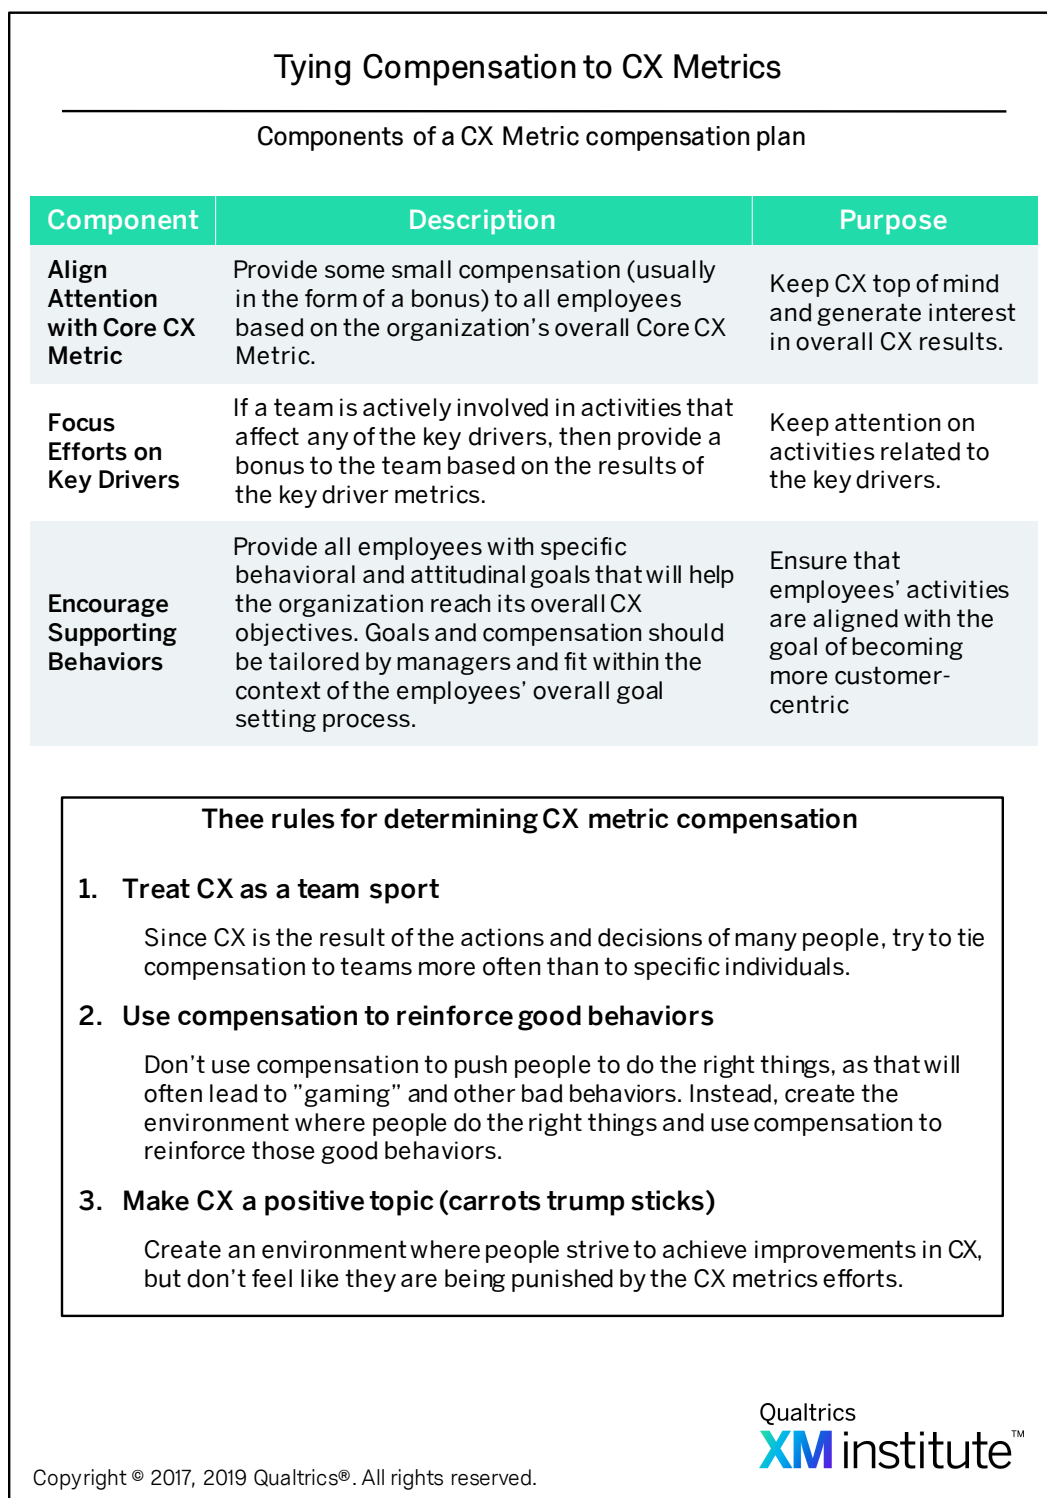 Tying Compensation to CX Metrics
Components of a CX Metric compensation plan
Component Description Purpose
Align
Attention
with Core CX
Metric
Provide some small compensation (usually
in the form of a bonus) to all employees
based on the organization’s overall Core CX
Metric.
Keep CX top of mind
and generate interest
in overall CX results.
Focus
Efforts on
Key Drivers
If a team is actively involved in activities that
affect any of the key drivers, then provide a
bonus to the team based on the results of
the key driver metrics.
Keep attention on
activities related to
the key drivers.
Encourage
Supporting
Behaviors
Provide all employees with specific
behavioral and attitudinal goals that will help
the organization reach its overall CX
objectives. Goals and compensation should
be tailored by managers and fit within the
context of the employees’ overall goal
setting process.
Ensure that
employees’ activities
are aligned with the
goal of becoming
more customer-
centric
Thee rules for determining CX metric compensation
1. Treat CX as a team sport
Since CX is the result of the actions and decisions of many people, try to tie
compensation to teams more often than to specific individuals.
2. Use compensation to reinforce good behaviors
Don’t use compensation to push people to do the right things, as that will
often lead to ”gaming” and other bad behaviors. Instead, create the
environment where people do the right things and use compensation to
reinforce those good behaviors.
3. Make CX a positive topic (carrots trump sticks)
Create an environment where people strive to achieve improvements in CX,
but don’t feel like they are being punished by the CX metrics efforts.
Qualtrics
XM institute™
Copyright © 2017, 2019 Qualtrics®. All rights reserved.